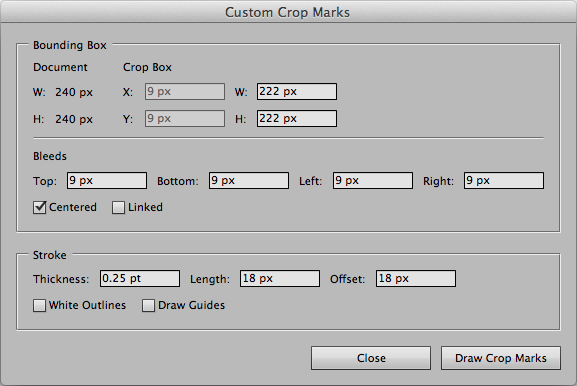 Custom Crop Marks
Bounding Box
Document Crop Box
W: 240 px X: 9 px W: 222 px
H: 240 px Y: 9 px H: 222 px
Bleeds
Top: 9 px Bottom: 9 px Left: 9 px Right: 9 px
Centered Linked
Stroke
Thickness: 0.25 pt Length: 18 px Offset: 18 px
White Outlines Draw Guides
Close Draw Crop Marks